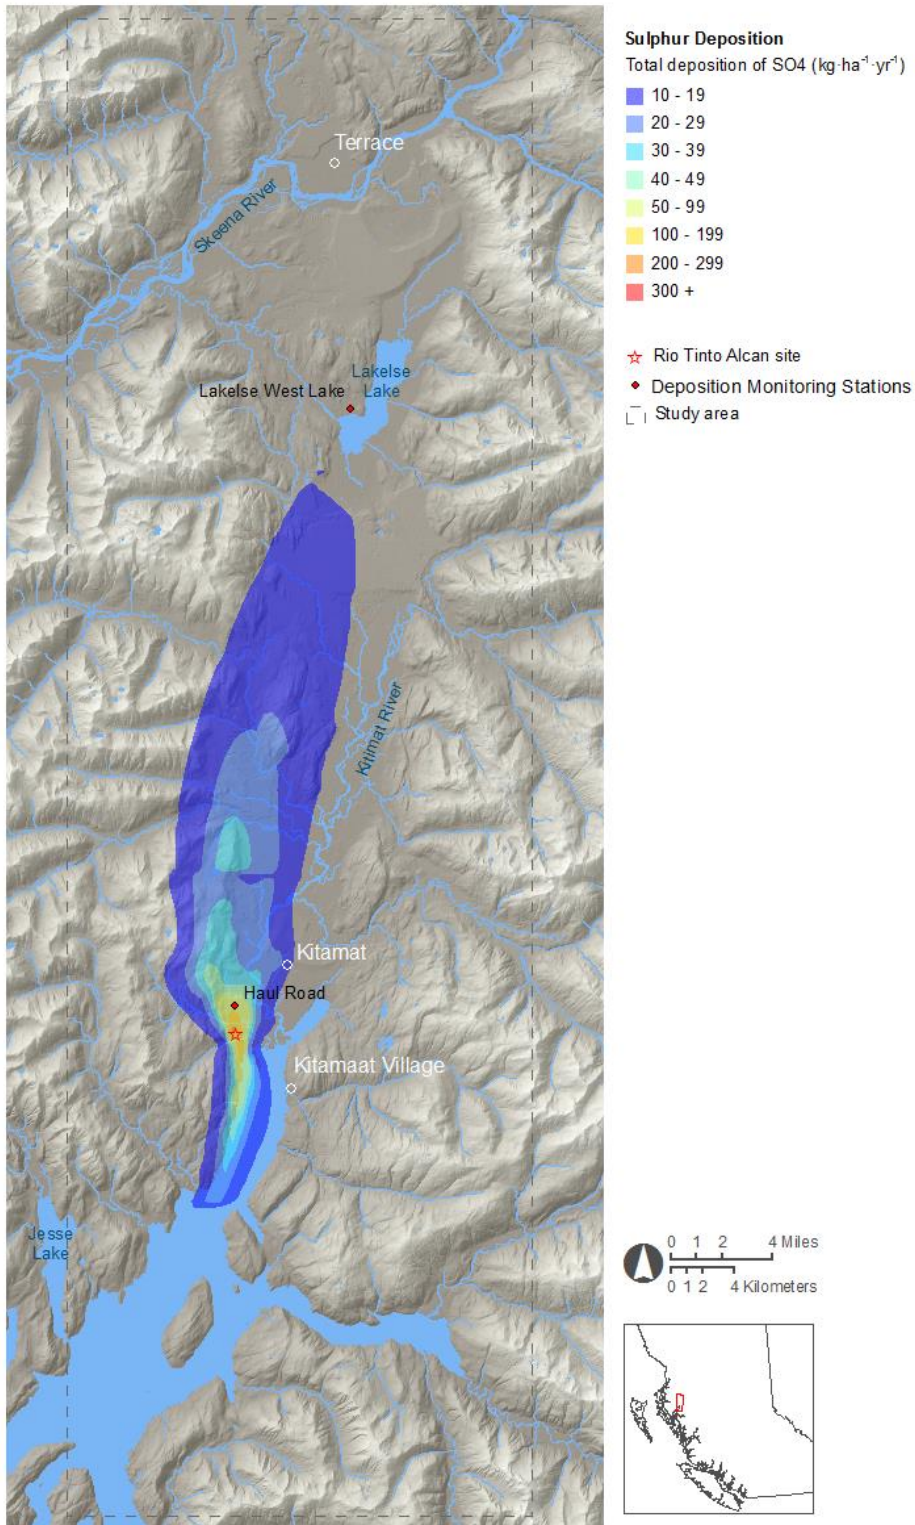 Sulphur Deposition
Total deposition of SO4 (kg·ha⁻¹·yr⁻¹)
10 - 19
20 - 29
30 - 39
40 - 49
50 - 99
100 - 199
200 - 299
300 +
Rio Tinto Alcan site
Deposition Monitoring Stations
Study area
Terrace
Skeena River
Lakelse
Lake
Lakelse West Lake
Kitimat River
Kitamat
Haul Road
Kitamaat Village
Jesse
Lake
0 1 2 4 Miles
0 1 2 4 Kilometers